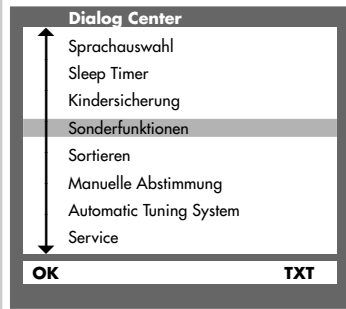 Dialog Center
Sprachauswahl
Sleep Timer
Kindersicherung
Sonderfunktionen
Sortieren
Manuelle Abstimmung
Automatic Tuning System
Service
OK TXT